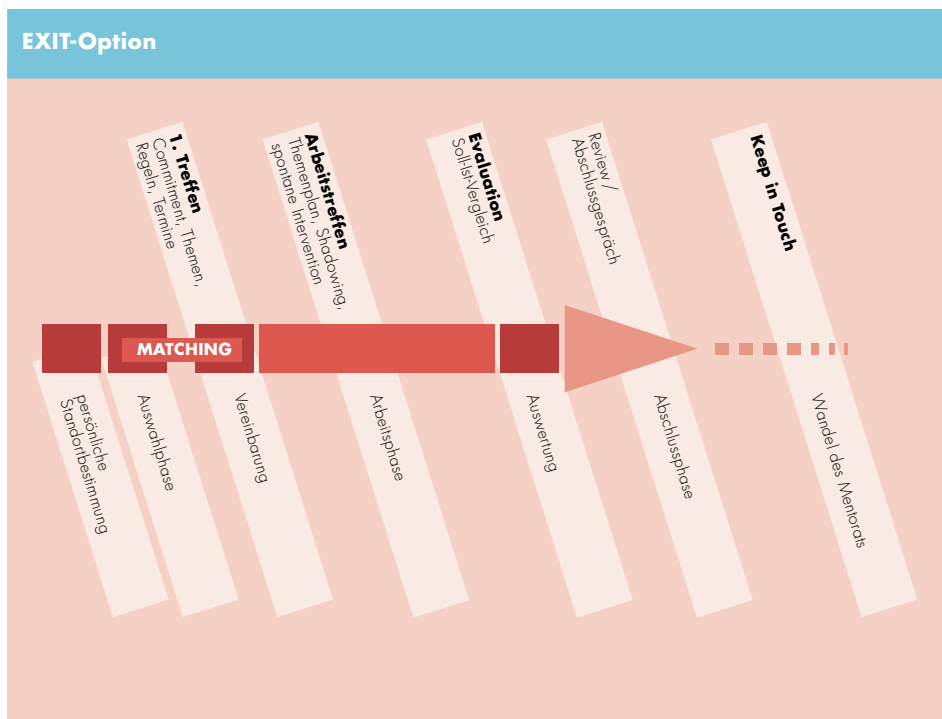 EXIT-Option
1. Treffen
Commitment, Themen,
Regeln, Termine
Arbeitstreffen
Themenplan, Shadowing,
spontane Intervention
Evaluation
Soll-Ist-Vergleich
Review /
Abschlussgespräch
Keep in Touch
MATCHING
persönliche
Standortbestimmung
Auswahlphase
Vereinbarung
Arbeitsphase
Auswertung
Abschlussphase
Wandel des Mentorats